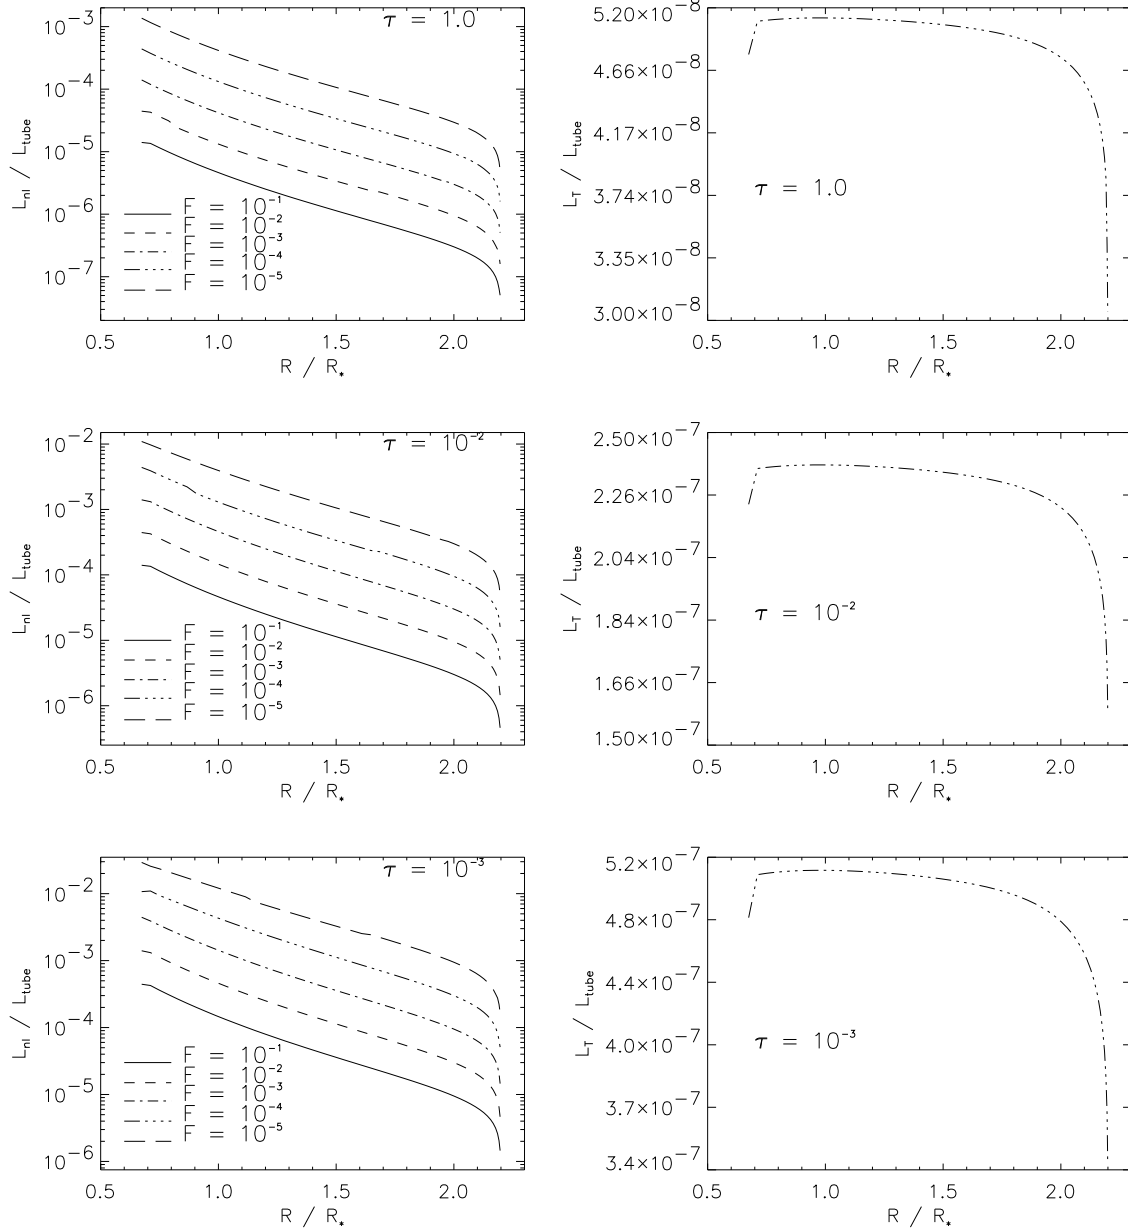 τ = 1.0
10⁻³
10⁻⁴
10⁻⁵
10⁻⁶
10⁻⁷
L_nl / L_tube
F = 10⁻¹
F = 10⁻²
F = 10⁻³
F = 10⁻⁴
F = 10⁻⁵
0.5 1.0 1.5 2.0
R / R_*
5.20×10⁻⁸
4.66×10⁻⁸
4.17×10⁻⁸
3.74×10⁻⁸
3.35×10⁻⁸
3.00×10⁻⁸
L_T / L_tube
τ = 1.0
0.5 1.0 1.5 2.0
R / R_*
τ = 10⁻²
10⁻²
10⁻³
10⁻⁴
10⁻⁵
10⁻⁶
L_nl / L_tube
F = 10⁻¹
F = 10⁻²
F = 10⁻³
F = 10⁻⁴
F = 10⁻⁵
0.5 1.0 1.5 2.0
R / R_*
2.50×10⁻⁷
2.26×10⁻⁷
2.04×10⁻⁷
1.84×10⁻⁷
1.66×10⁻⁷
1.50×10⁻⁷
L_T / L_tube
τ = 10⁻²
0.5 1.0 1.5 2.0
R / R_*
τ = 10⁻³
10⁻²
10⁻³
10⁻⁴
10⁻⁵
10⁻⁶
L_nl / L_tube
F = 10⁻¹
F = 10⁻²
F = 10⁻³
F = 10⁻⁴
F = 10⁻⁵
0.5 1.0 1.5 2.0
R / R_*
5.2×10⁻⁷
4.8×10⁻⁷
4.4×10⁻⁷
4.0×10⁻⁷
3.7×10⁻⁷
3.4×10⁻⁷
L_T / L_tube
τ = 10⁻³
0.5 1.0 1.5 2.0
R / R_*